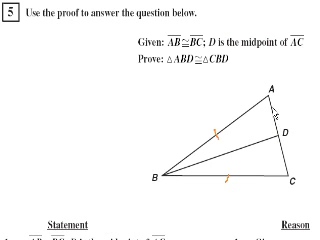 5 Use the proof to answer the question below.
Given: AB≅BC; D is the midpoint of AC
Prove: △ABD≅△CBD
A
D
B
C
Statement Reason